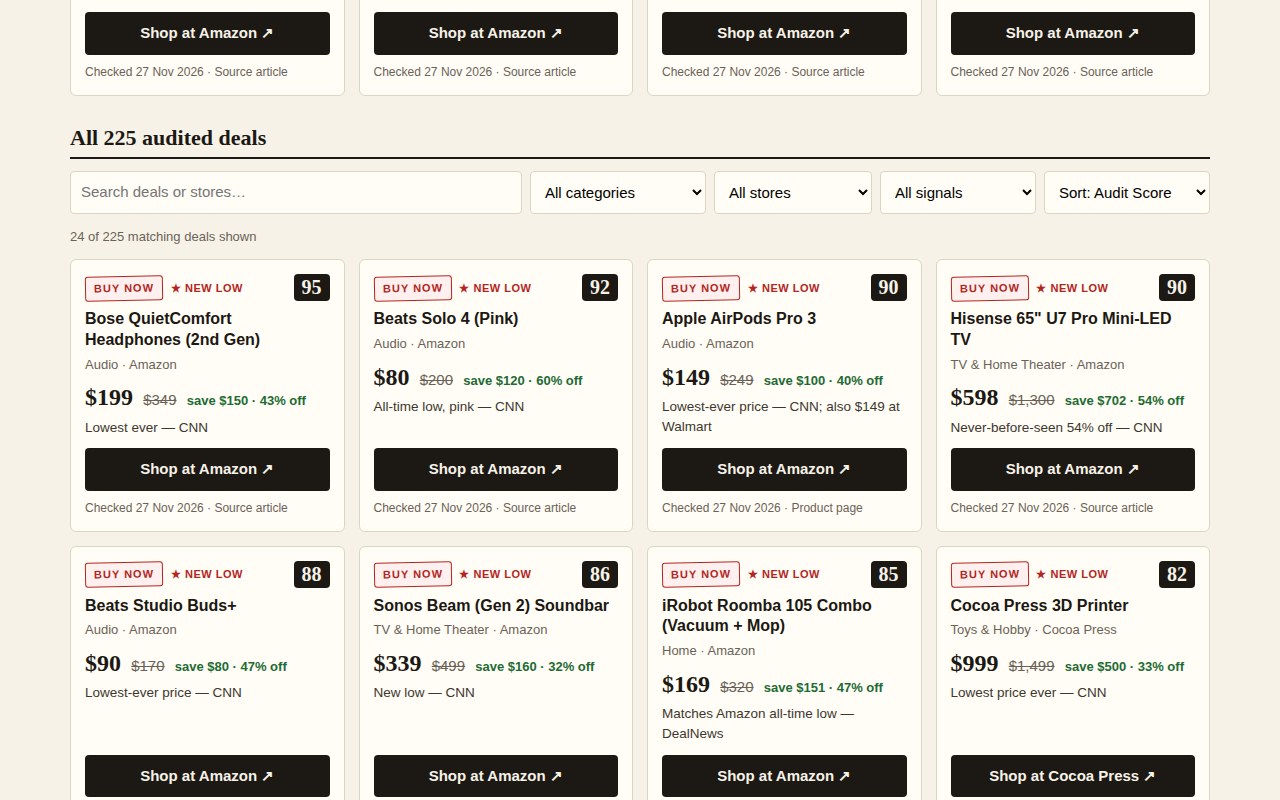 Shop at Amazon ↗
Checked 27 Nov 2026 · Source article
Shop at Amazon ↗
Checked 27 Nov 2026 · Source article
Shop at Amazon ↗
Checked 27 Nov 2026 · Source article
Shop at Amazon ↗
Checked 27 Nov 2026 · Source article
All 225 audited deals
Search deals or stores…
All categories
All stores
All signals
Sort: Audit Score
24 of 225 matching deals shown
BUY NOW ★ NEW LOW 95
Bose QuietComfort
Headphones (2nd Gen)
Audio · Amazon
$199 $349 save $150 · 43% off
Lowest ever — CNN
Shop at Amazon ↗
Checked 27 Nov 2026 · Source article
BUY NOW ★ NEW LOW 92
Beats Solo 4 (Pink)
Audio · Amazon
$80 $200 save $120 · 60% off
All-time low, pink — CNN
Shop at Amazon ↗
Checked 27 Nov 2026 · Source article
BUY NOW ★ NEW LOW 90
Apple AirPods Pro 3
Audio · Amazon
$149 $249 save $100 · 40% off
Lowest-ever price — CNN; also $149 at
Walmart
Shop at Amazon ↗
Checked 27 Nov 2026 · Product page
BUY NOW ★ NEW LOW 90
Hisense 65" U7 Pro Mini-LED
TV
TV & Home Theater · Amazon
$598 $1,300 save $702 · 54% off
Never-before-seen 54% off — CNN
Shop at Amazon ↗
Checked 27 Nov 2026 · Source article
BUY NOW ★ NEW LOW 88
Beats Studio Buds+
Audio · Amazon
$90 $170 save $80 · 47% off
Lowest-ever price — CNN
Shop at Amazon ↗
BUY NOW ★ NEW LOW 86
Sonos Beam (Gen 2) Soundbar
TV & Home Theater · Amazon
$339 $499 save $160 · 32% off
New low — CNN
Shop at Amazon ↗
BUY NOW ★ NEW LOW 85
iRobot Roomba 105 Combo
(Vacuum + Mop)
Home · Amazon
$169 $320 save $151 · 47% off
Matches Amazon all-time low —
DealNews
Shop at Amazon ↗
BUY NOW ★ NEW LOW 82
Cocoa Press 3D Printer
Toys & Hobby · Cocoa Press
$999 $1,499 save $500 · 33% off
Lowest price ever — CNN
Shop at Cocoa Press ↗